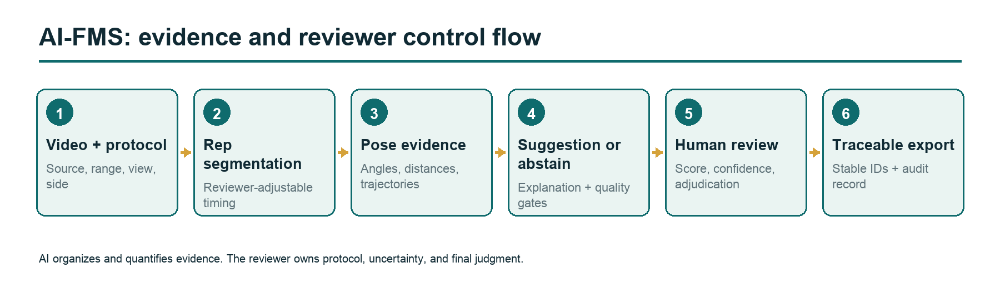 AI-FMS: evidence and reviewer control flow
1
Video + protocol
Source, range, view,
side
2
Rep
segmentation
Reviewer-adjustable
timing
3
Pose evidence
Angles, distances,
trajectories
4
Suggestion or
abstain
Explanation + quality
gates
5
Human review
Score, confidence,
adjudication
6
Traceable export
Stable IDs + audit
record
AI organizes and quantifies evidence. The reviewer owns protocol, uncertainty, and final judgment.